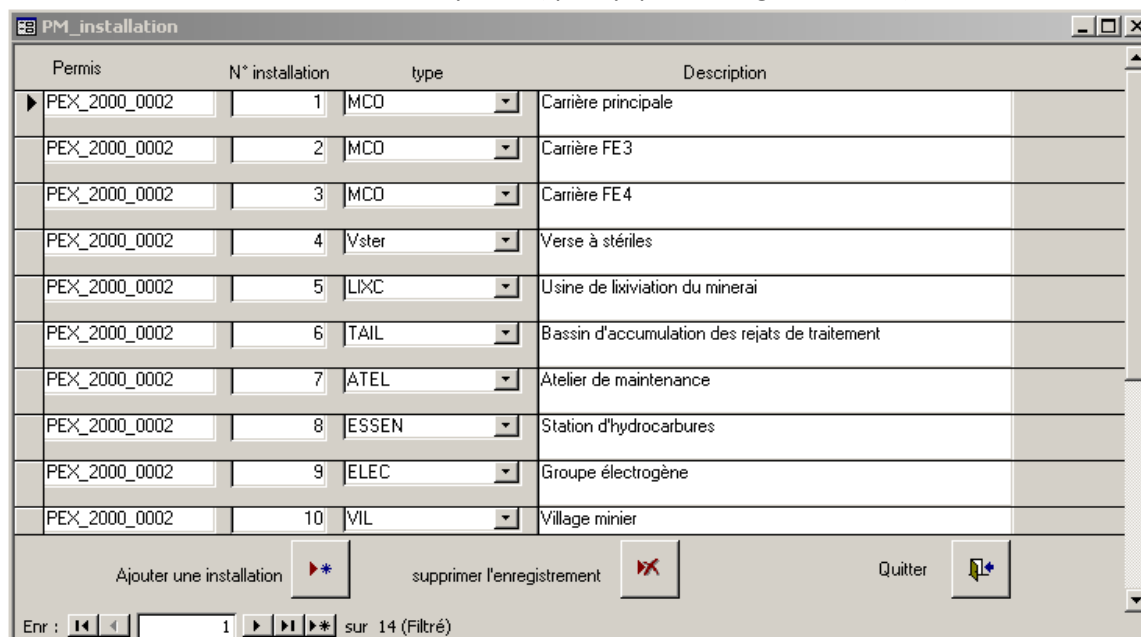 PM_installation
Permis N° installation type Description
PEX_2000_0002 1 MCO Carrière principale
PEX_2000_0002 2 MCO Carrière FE3
PEX_2000_0002 3 MCO Carrière FE4
PEX_2000_0002 4 Vster Verse à stériles
PEX_2000_0002 5 LIXC Usine de lixiviation du minerai
PEX_2000_0002 6 TAIL Bassin d'accumulation des rejats de traitement
PEX_2000_0002 7 ATEL Atelier de maintenance
PEX_2000_0002 8 ESSEN Station d'hydrocarbures
PEX_2000_0002 9 ELEC Groupe électrogène
PEX_2000_0002 10 VIL Village minier
Ajouter une installation supprimer l'enregistrement Quitter
Enr : 1 sur 14 (Filtré)